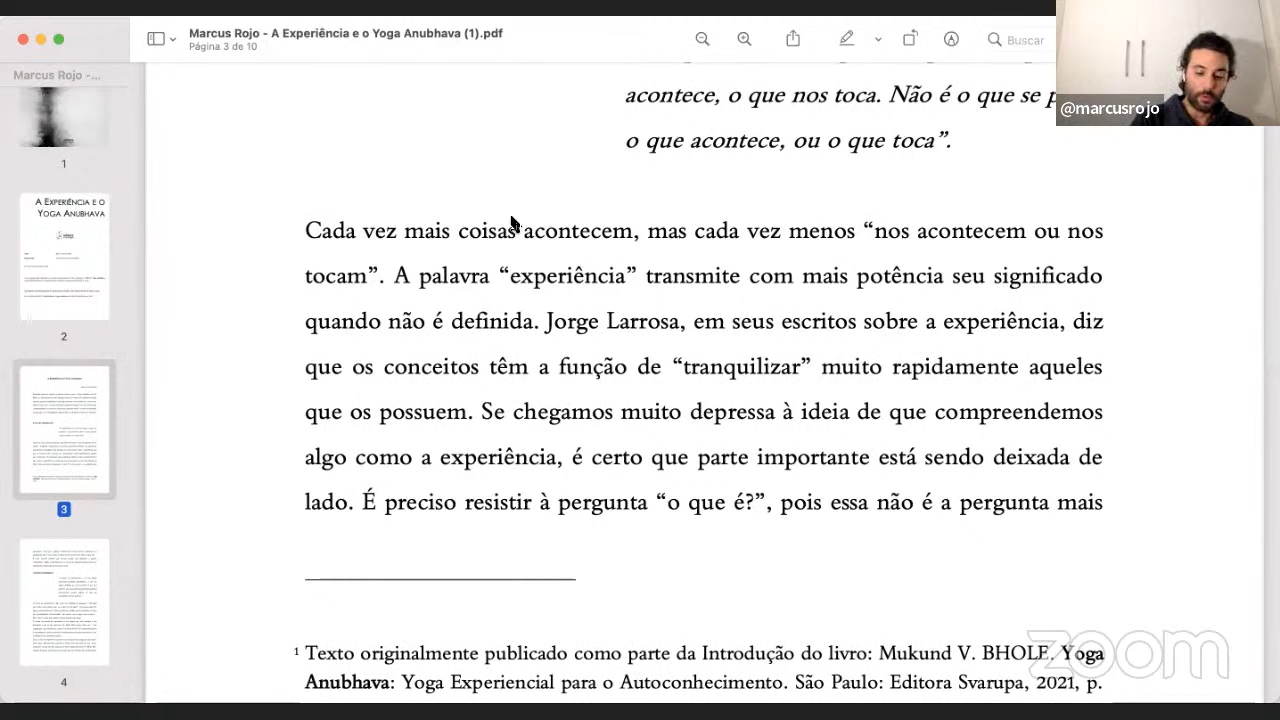 Marcus Rojo - A Experiência e o Yoga Anubhava (1).pdf
Página 3 de 10
Buscar
@marcusrojo
Marcus Rojo -...
1
A EXPERIÊNCIA E O
YOGA ANUBHAVA
2
3
4
acontece, o que nos toca. Não é o que se
o que acontece, ou o que toca”.
Cada vez mais coisas acontecem, mas cada vez menos “nos acontecem ou nos
tocam”. A palavra “experiência” transmite com mais potência seu significado
quando não é definida. Jorge Larrosa, em seus escritos sobre a experiência, diz
que os conceitos têm a função de “tranquilizar” muito rapidamente aqueles
que os possuem. Se chegamos muito depressa à ideia de que compreendemos
algo como a experiência, é certo que parte importante está sendo deixada de
lado. É preciso resistir à pergunta “o que é?”, pois essa não é a pergunta mais
¹ Texto originalmente publicado como parte da Introdução do livro: Mukund V. BHOLE. Yoga
Anubhava: Yoga Experiencial para o Autoconhecimento. São Paulo: Editora Svarupa, 2021, p.
zoom